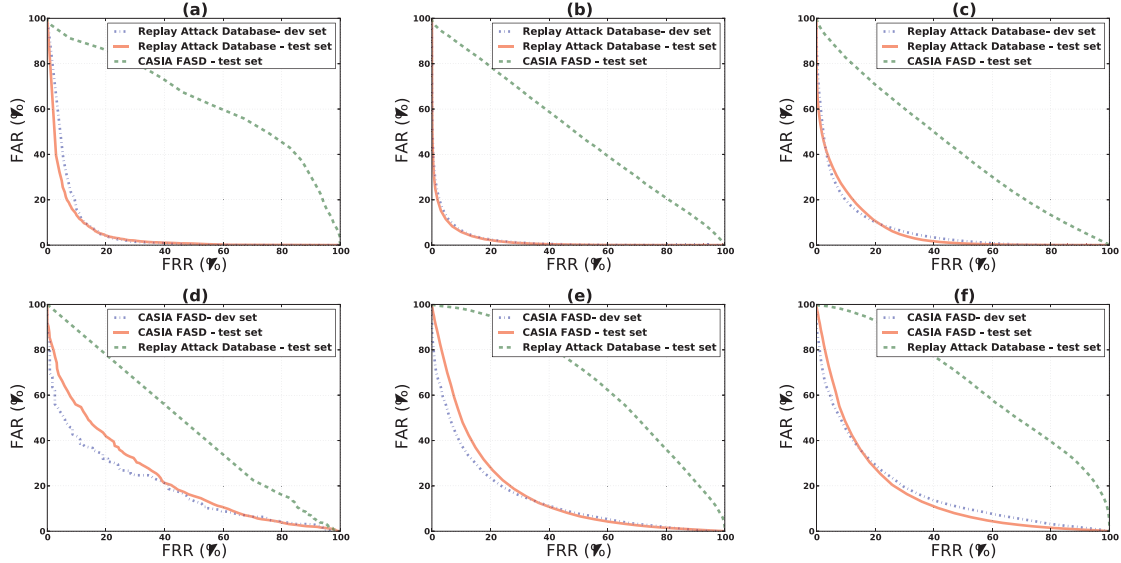 (a)
100
80
60
40
20
0
FAR (%)
0 20 40 60 80 100
FRR (%)
Replay Attack Database- dev set
Replay Attack Database - test set
CASIA FASD - test set
(b)
100
80
60
40
20
0
FAR (%)
0 20 40 60 80 100
FRR (%)
Replay Attack Database- dev set
Replay Attack Database - test set
CASIA FASD - test set
(c)
100
80
60
40
20
0
FAR (%)
0 20 40 60 80 100
FRR (%)
Replay Attack Database- dev set
Replay Attack Database - test set
CASIA FASD - test set
(d)
100
80
60
40
20
0
FAR (%)
0 20 40 60 80 100
FRR (%)
CASIA FASD- dev set
CASIA FASD - test set
Replay Attack Database - test set
(e)
100
80
60
40
20
0
FAR (%)
0 20 40 60 80 100
FRR (%)
CASIA FASD- dev set
CASIA FASD - test set
Replay Attack Database - test set
(f)
100
80
60
40
20
0
FAR (%)
0 20 40 60 80 100
FRR (%)
CASIA FASD- dev set
CASIA FASD - test set
Replay Attack Database - test set